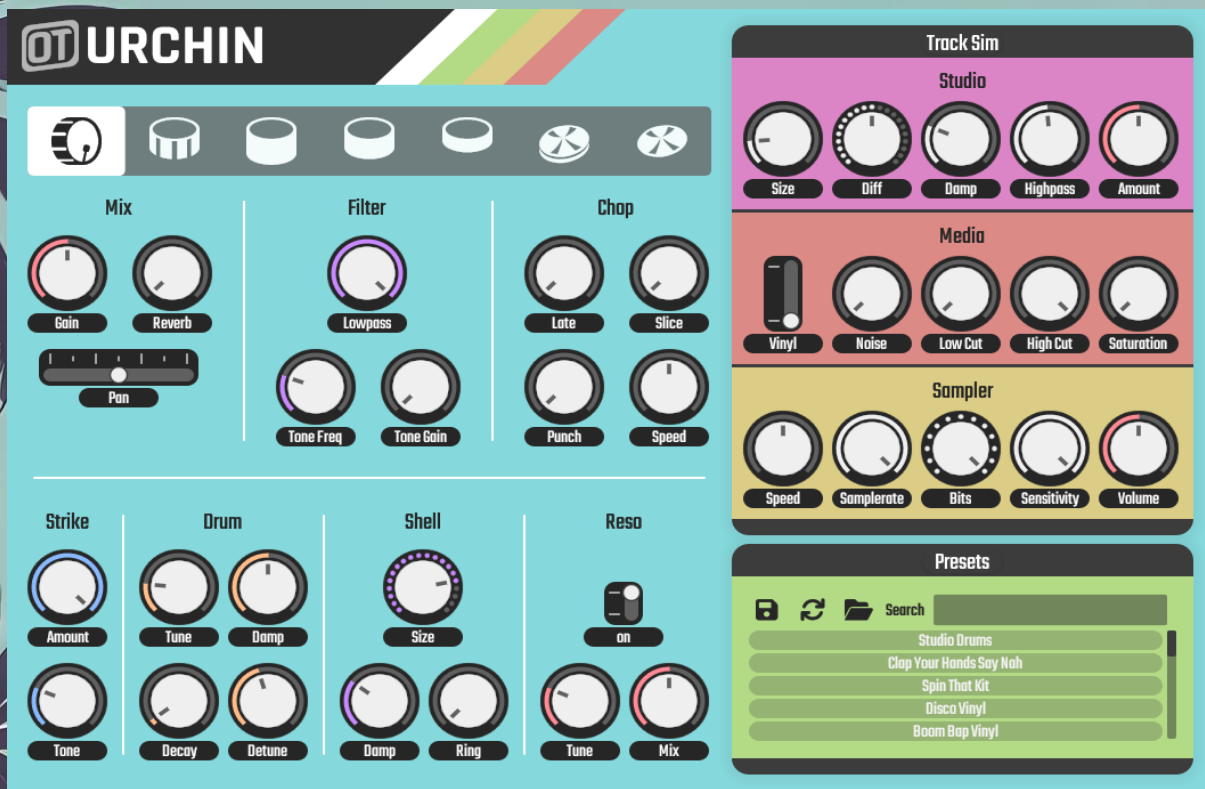 OT URCHIN
Mix
Filter
Chop
Gain
Reverb
Lowpass
Late
Slice
Pan
Tone Freq
Tone Gain
Punch
Speed
Strike
Drum
Shell
Reso
Amount
Tune
Damp
Size
on
Tone
Decay
Detune
Damp
Ring
Tune
Mix
Track Sim
Studio
Size
Diff
Damp
Highpass
Amount
Media
Vinyl
Noise
Low Cut
High Cut
Saturation
Sampler
Speed
Samplerate
Bits
Sensitivity
Volume
Presets
Search
Studio Drums
Clap Your Hands Say Nah
Spin That Kit
Disco Vinyl
Boom Bap Vinyl